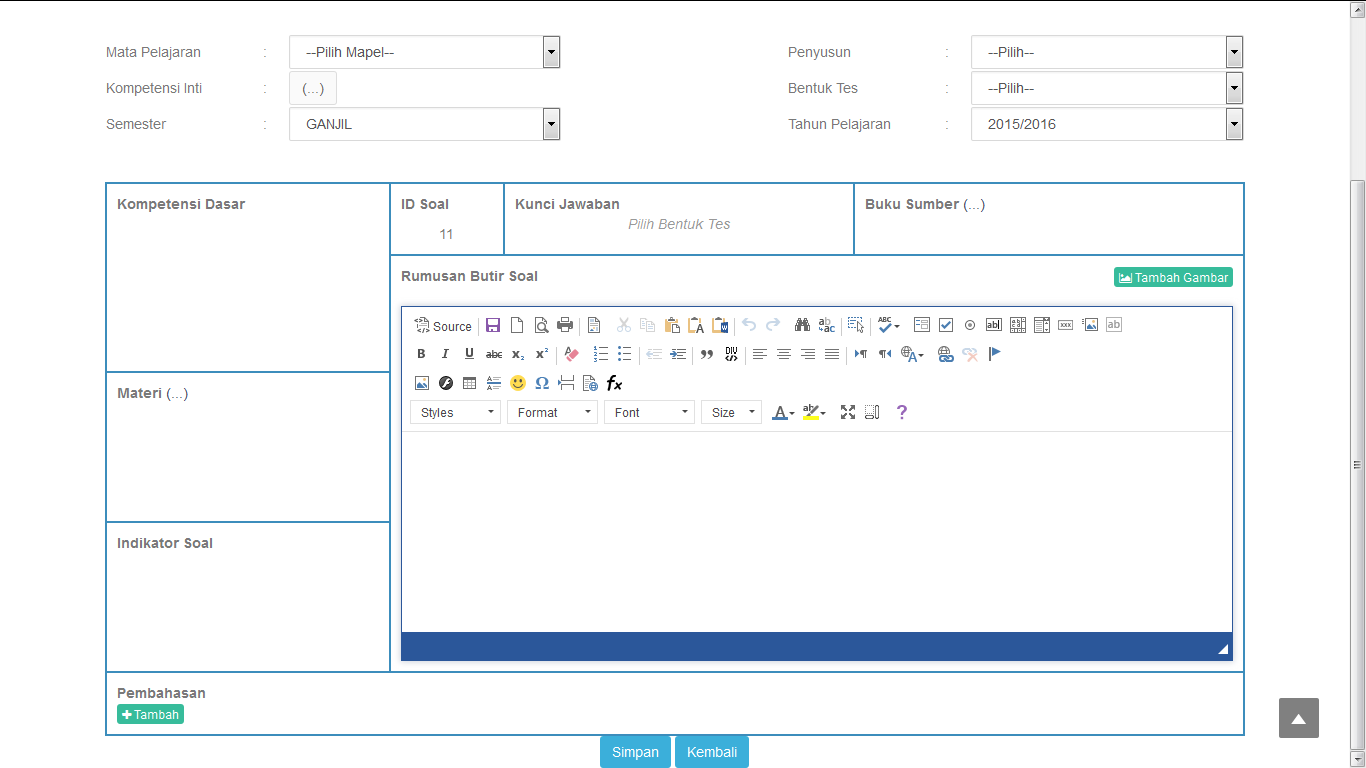 Mata Pelajaran : --Pilih Mapel-- Penyusun : --Pilih--
Kompetensi Inti : (...) Bentuk Tes : --Pilih--
Semester : GANJIL Tahun Pelajaran : 2015/2016
Kompetensi Dasar
ID Soal
11
Kunci Jawaban
Pilih Bentuk Tes
Buku Sumber (...)
Rumusan Butir Soal
Tambah Gambar
Source
Styles Format Font Size
Materi (...)
Indikator Soal
Pembahasan
Tambah
Simpan Kembali